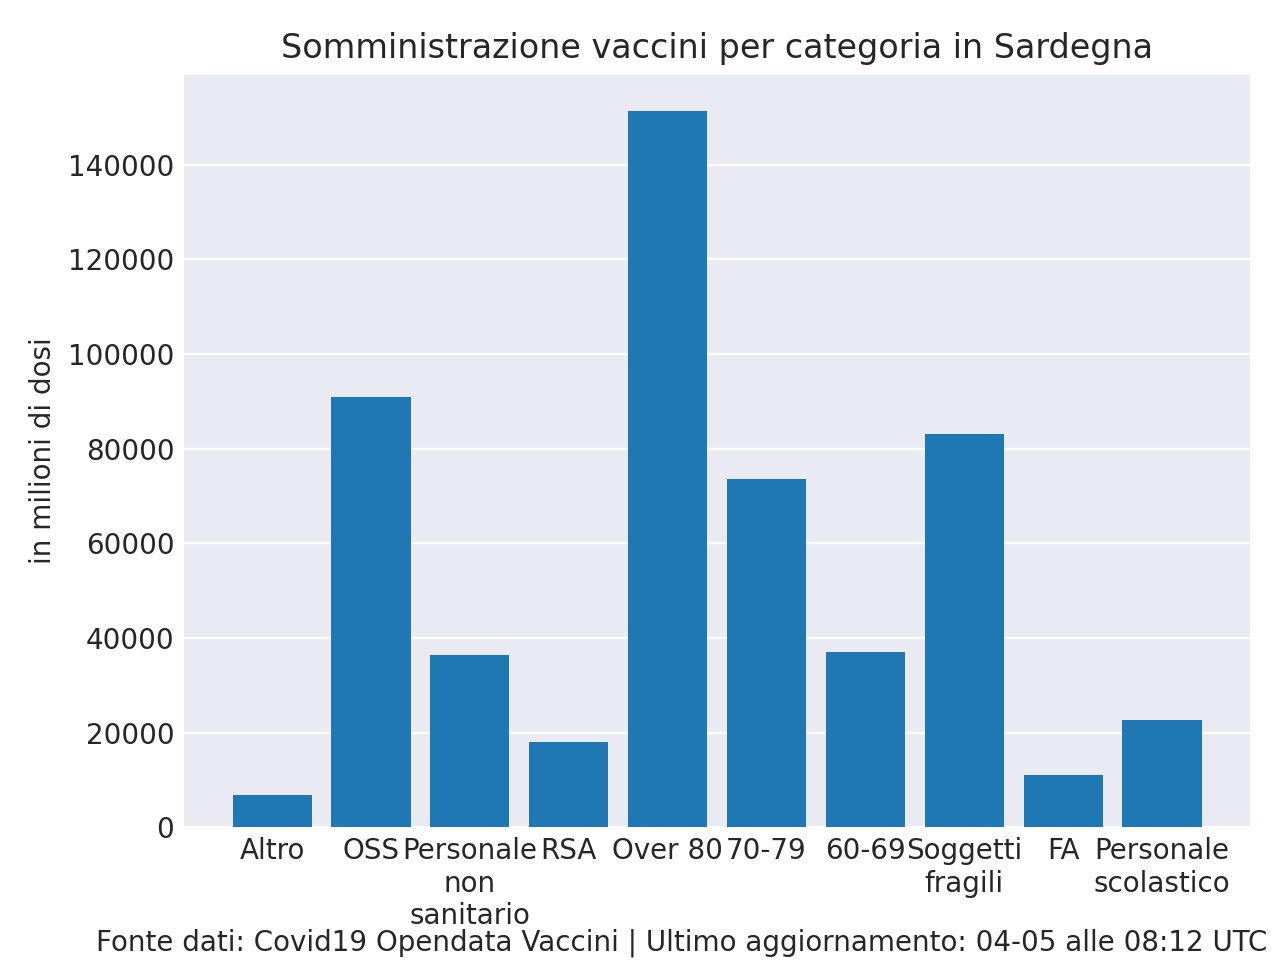 Somministrazione vaccini per categoria in Sardegna
in milioni di dosi
140000
120000
100000
80000
60000
40000
20000
0
Altro
OSS
Personale
non
sanitario
RSA
Over 80
70-79
60-69
Soggetti
fragili
FA
Personale
scolastico
Fonte dati: Covid19 Opendata Vaccini | Ultimo aggiornamento: 04-05 alle 08:12 UTC